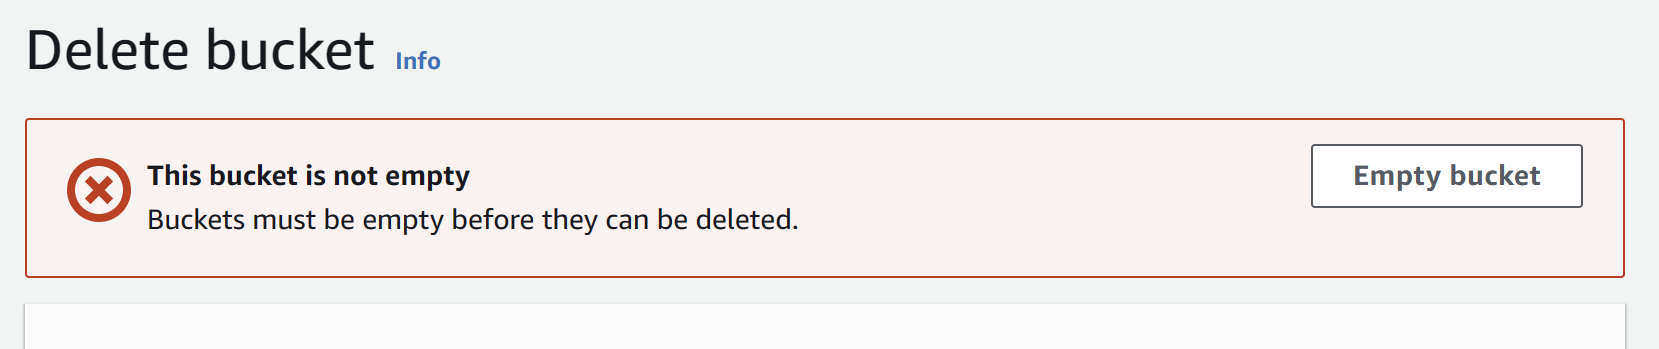 Delete bucket Info
This bucket is not empty
Empty bucket
Buckets must be empty before they can be deleted.